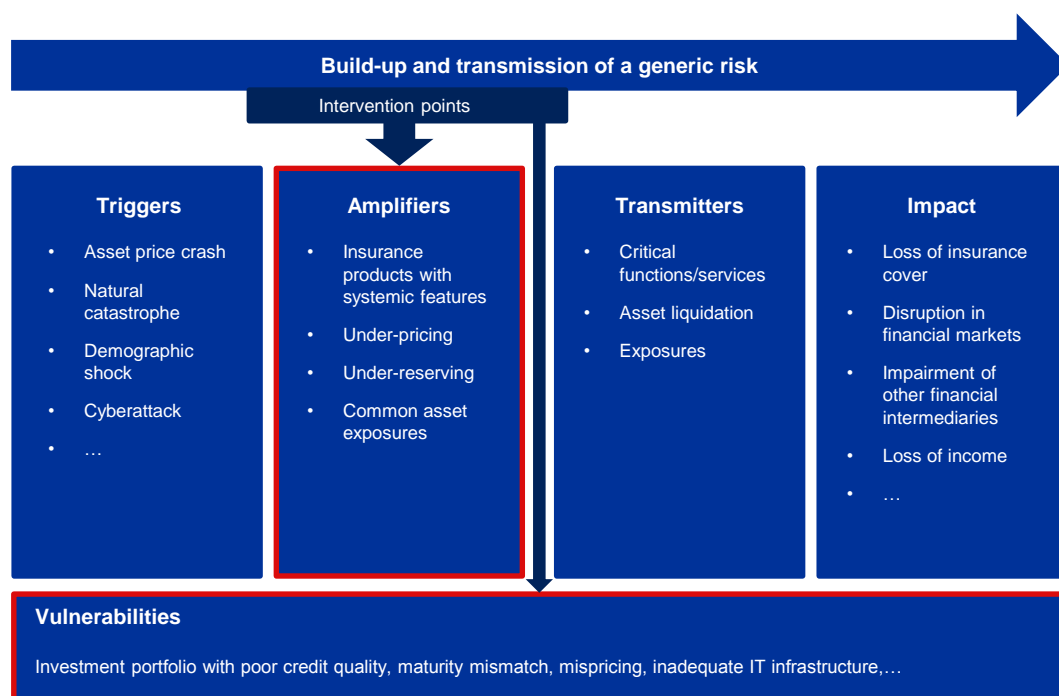 Build-up and transmission of a generic risk
Intervention points
Triggers
• Asset price crash
• Natural
catastrophe
• Demographic
shock
• Cyberattack
• …
Amplifiers
• Insurance
products with
systemic features
• Under-pricing
• Under-reserving
• Common asset
exposures
Transmitters
• Critical
functions/services
• Asset liquidation
• Exposures
Impact
• Loss of insurance
cover
• Disruption in
financial markets
• Impairment of
other financial
intermediaries
• Loss of income
• …
Vulnerabilities
Investment portfolio with poor credit quality, maturity mismatch, mispricing, inadequate IT infrastructure,…